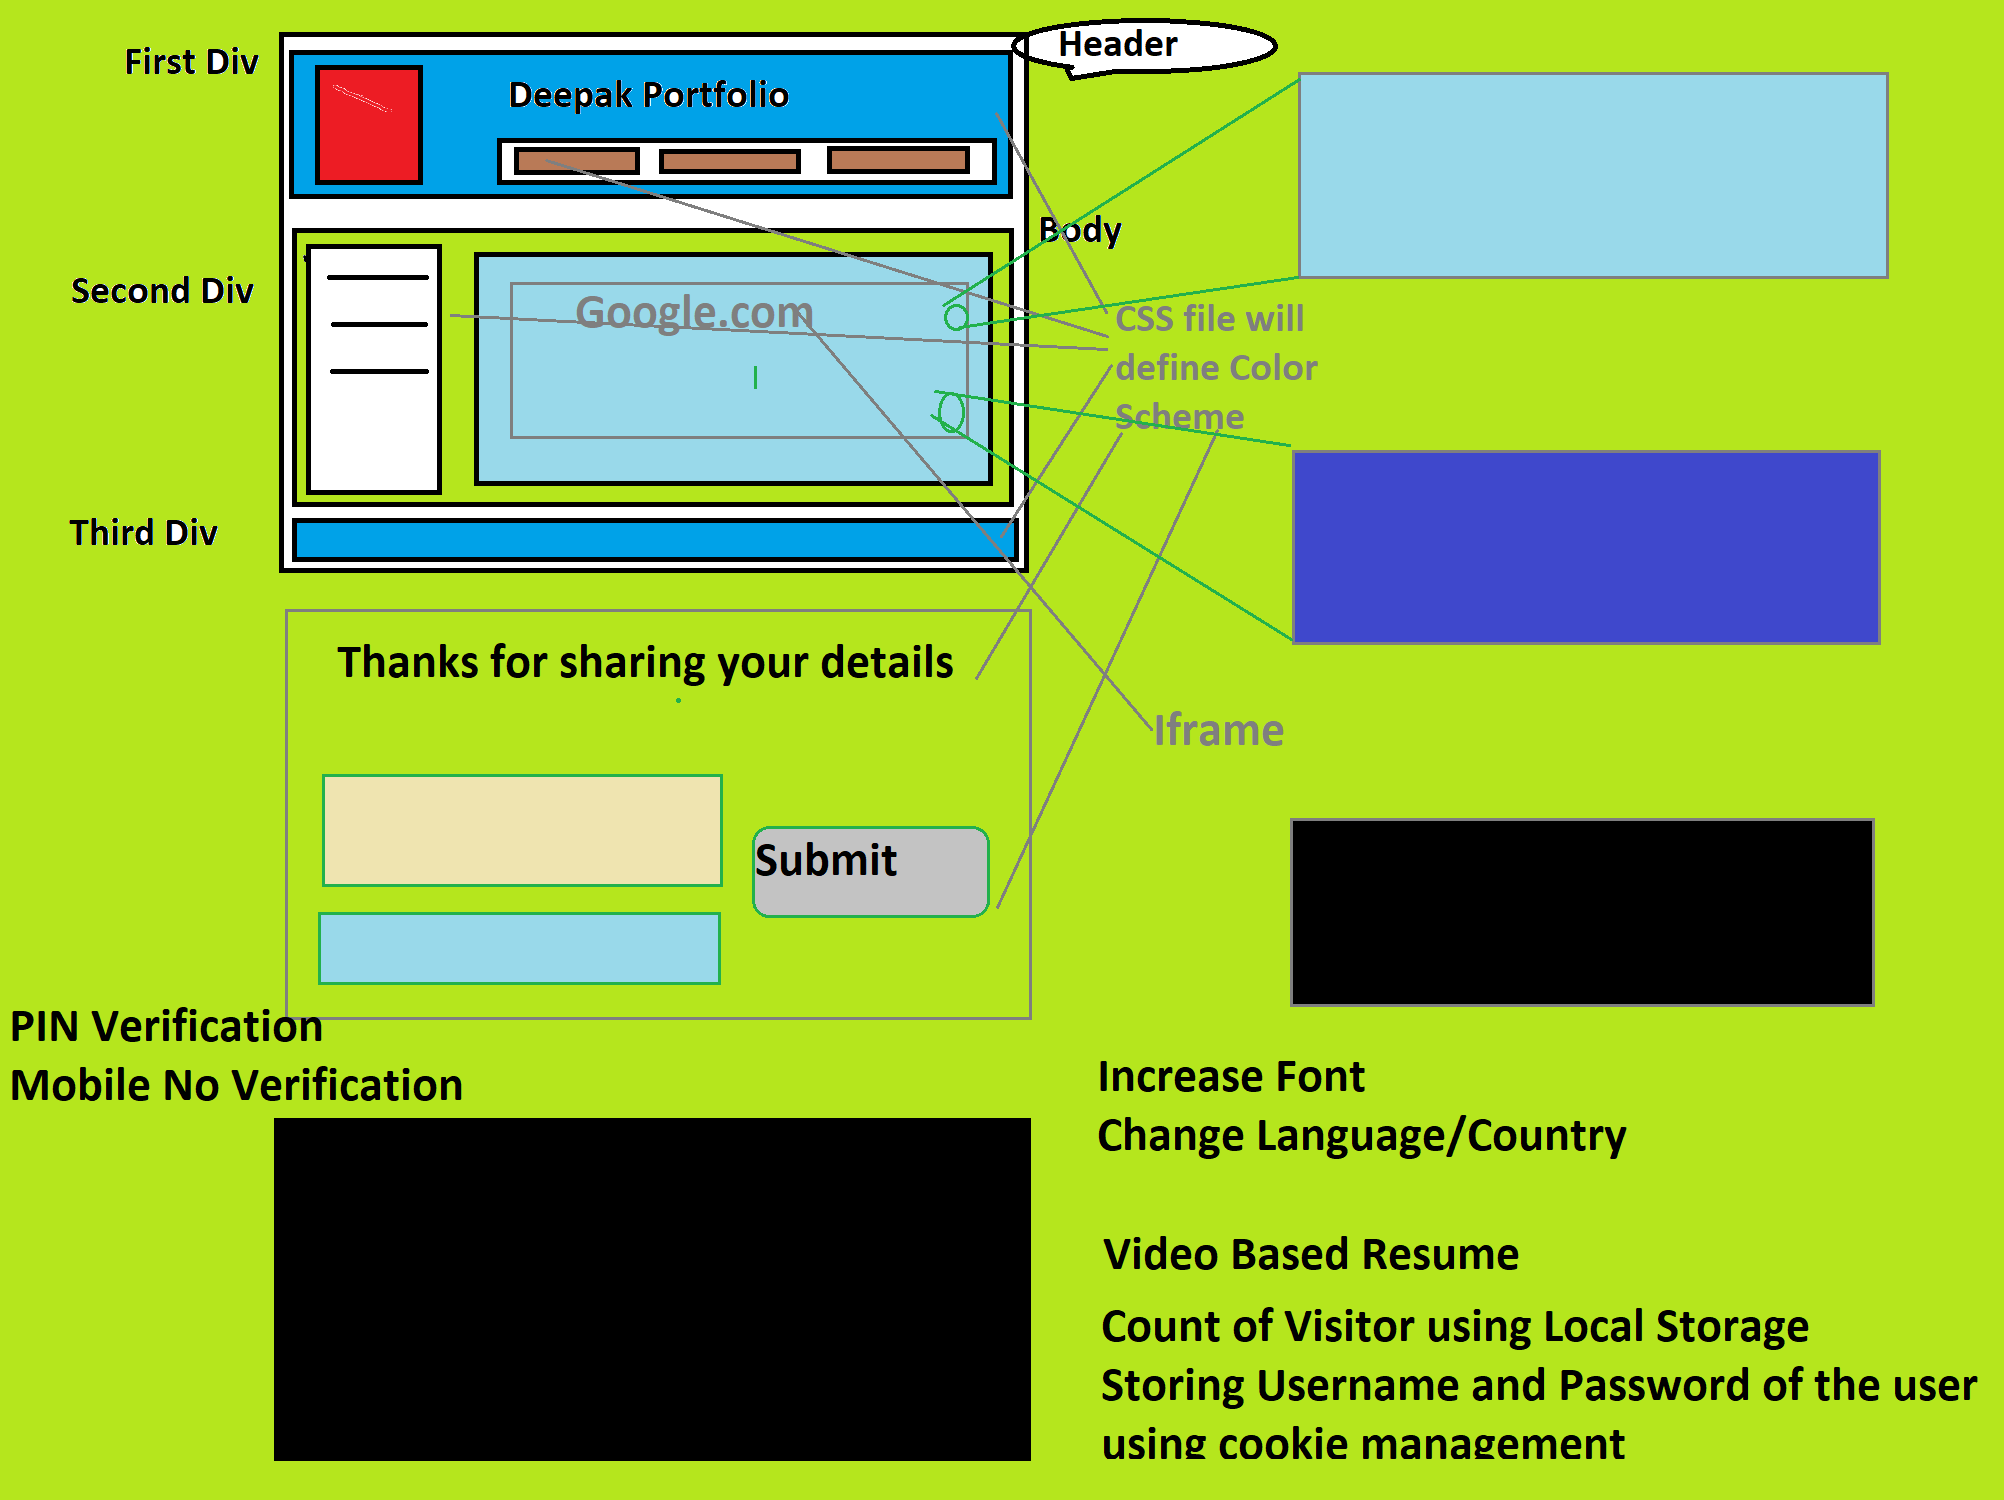 First Div
Header
Deepak Portfolio
Body
Second Div
Google.com
CSS file will
define Color
Scheme
Third Div
Thanks for sharing your details
Iframe
Submit
PIN Verification
Mobile No Verification
Increase Font
Change Language/Country
Video Based Resume
Count of Visitor using Local Storage
Storing Username and Password of the user
using cookie management